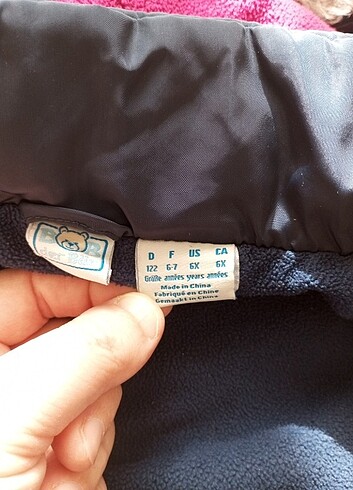 D F US CA
122 6-7 6X 6X
Größe années years années
Made in China
Fabriqué en Chine
Gemaakt in China